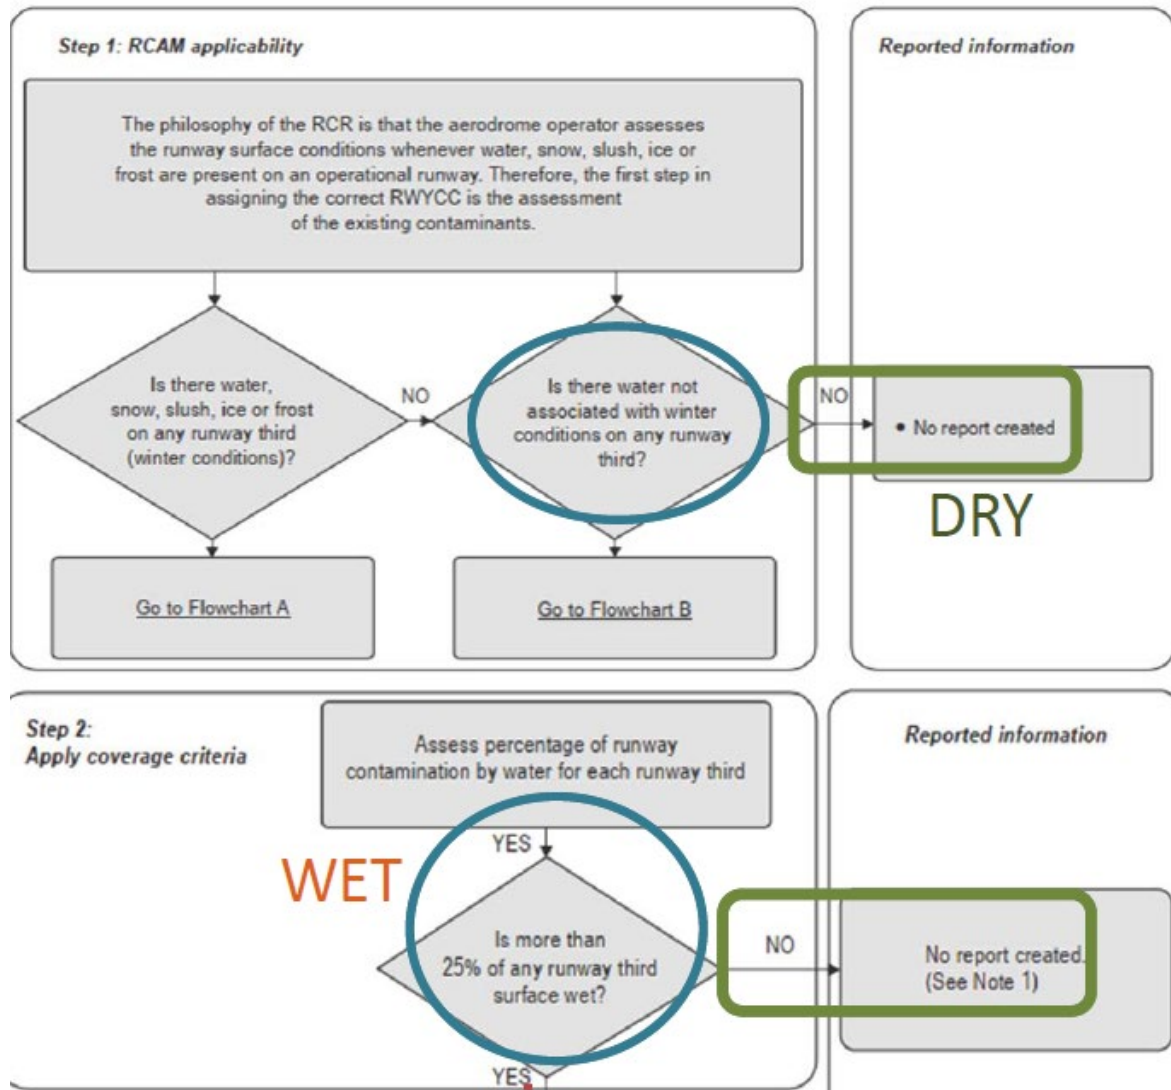 Step 1: RCAM applicability
Reported information
The philosophy of the RCR is that the aerodrome operator assesses
the runway surface conditions whenever water, snow, slush, ice or
frost are present on an operational runway. Therefore, the first step in
assigning the correct RWYCC is the assessment
of the existing contaminants.
Is there water,
snow, slush, ice or frost
on any runway third
(winter conditions)?
NO
Is there water not
associated with winter
conditions on any runway
third?
NO
• No report created
DRY
Go to Flowchart A
Go to Flowchart B
Step 2:
Apply coverage criteria
Assess percentage of runway
contamination by water for each runway third
Reported information
YES
WET
Is more than
25% of any runway third
surface wet?
NO
No report created.
(See Note 1)
YES